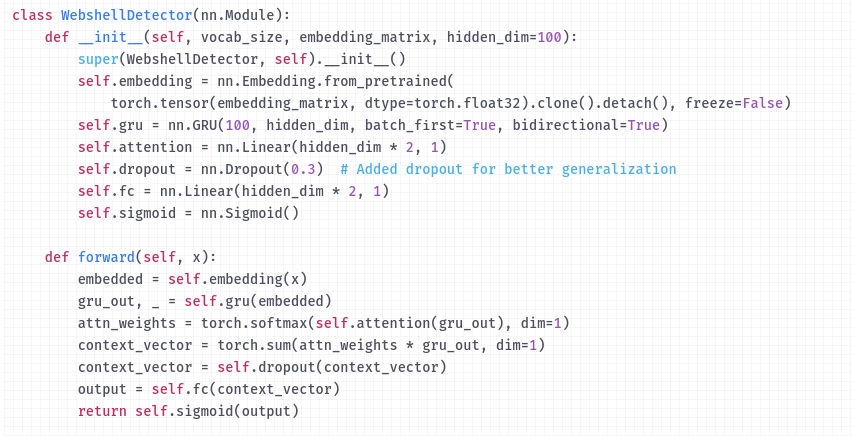 class WebshellDetector(nn.Module):
    def __init__(self, vocab_size, embedding_matrix, hidden_dim=100):
        super(WebshellDetector, self).__init__()
        self.embedding = nn.Embedding.from_pretrained(
            torch.tensor(embedding_matrix, dtype=torch.float32).clone().detach(), freeze=False)
        self.gru = nn.GRU(100, hidden_dim, batch_first=True, bidirectional=True)
        self.attention = nn.Linear(hidden_dim * 2, 1)
        self.dropout = nn.Dropout(0.3)  # Added dropout for better generalization
        self.fc = nn.Linear(hidden_dim * 2, 1)
        self.sigmoid = nn.Sigmoid()

    def forward(self, x):
        embedded = self.embedding(x)
        gru_out, _ = self.gru(embedded)
        attn_weights = torch.softmax(self.attention(gru_out), dim=1)
        context_vector = torch.sum(attn_weights * gru_out, dim=1)
        context_vector = self.dropout(context_vector)
        output = self.fc(context_vector)
        return self.sigmoid(output)